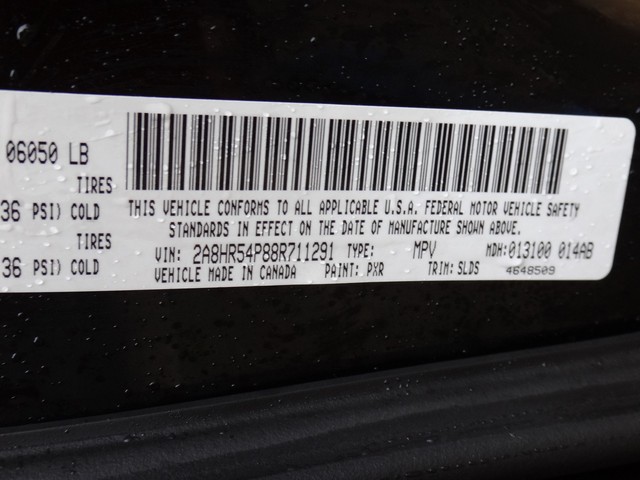 06050 LB
TIRES
36 PSI) COLD
TIRES
36 PSI) COLD
THIS VEHICLE CONFORMS TO ALL APPLICABLE U.S.A. FEDERAL MOTOR VEHICLE SAFETY
STANDARDS IN EFFECT ON THE DATE OF MANUFACTURE SHOWN ABOVE.
VIN: 2A8HR54P88R711291 TYPE: MPV MDH: 013100 014AB
VEHICLE MADE IN CANADA PAINT: PXR TRIM: SLDS 4648509